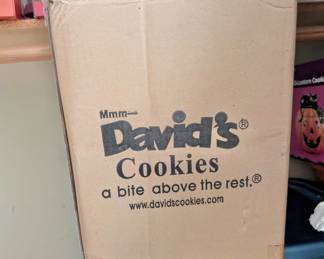 Mmm—
David's®
Cookies
a bite above the rest.®
www.davidscookies.com